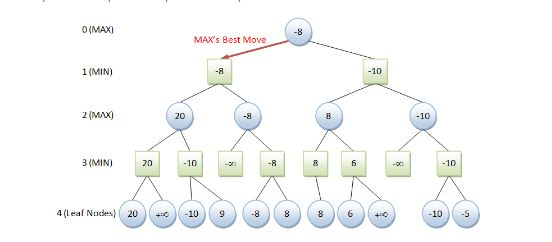 0 (MAX) -8
MAX's Best Move
1 (MIN) -8 -10
2 (MAX) 20 -8 8 -10
3 (MIN) 20 -10 -∞ -8 8 6 -∞ -10
4 (Leaf Nodes) 20 +∞ -10 9 -8 8 8 6 +∞ -10 -5